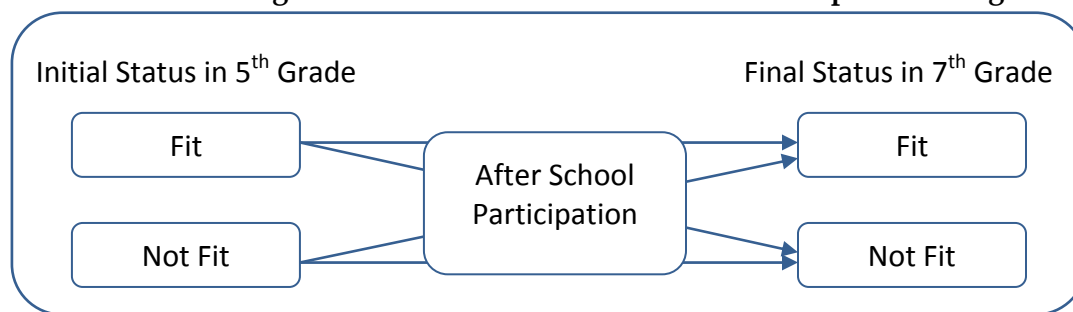 Initial Status in 5th Grade
Final Status in 7th Grade
Fit
After School
Participation
Fit
Not Fit
Not Fit